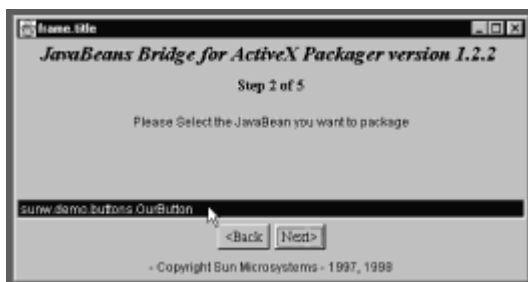 frame.title
JavaBeans Bridge for ActiveX Packager version 1.2.2
Step 2 of 5
Please Select the JavaBean you want to package
sunw.demo.buttons.OurButton
<Back Next>
- Copyright Sun Microsystems - 1997, 1998